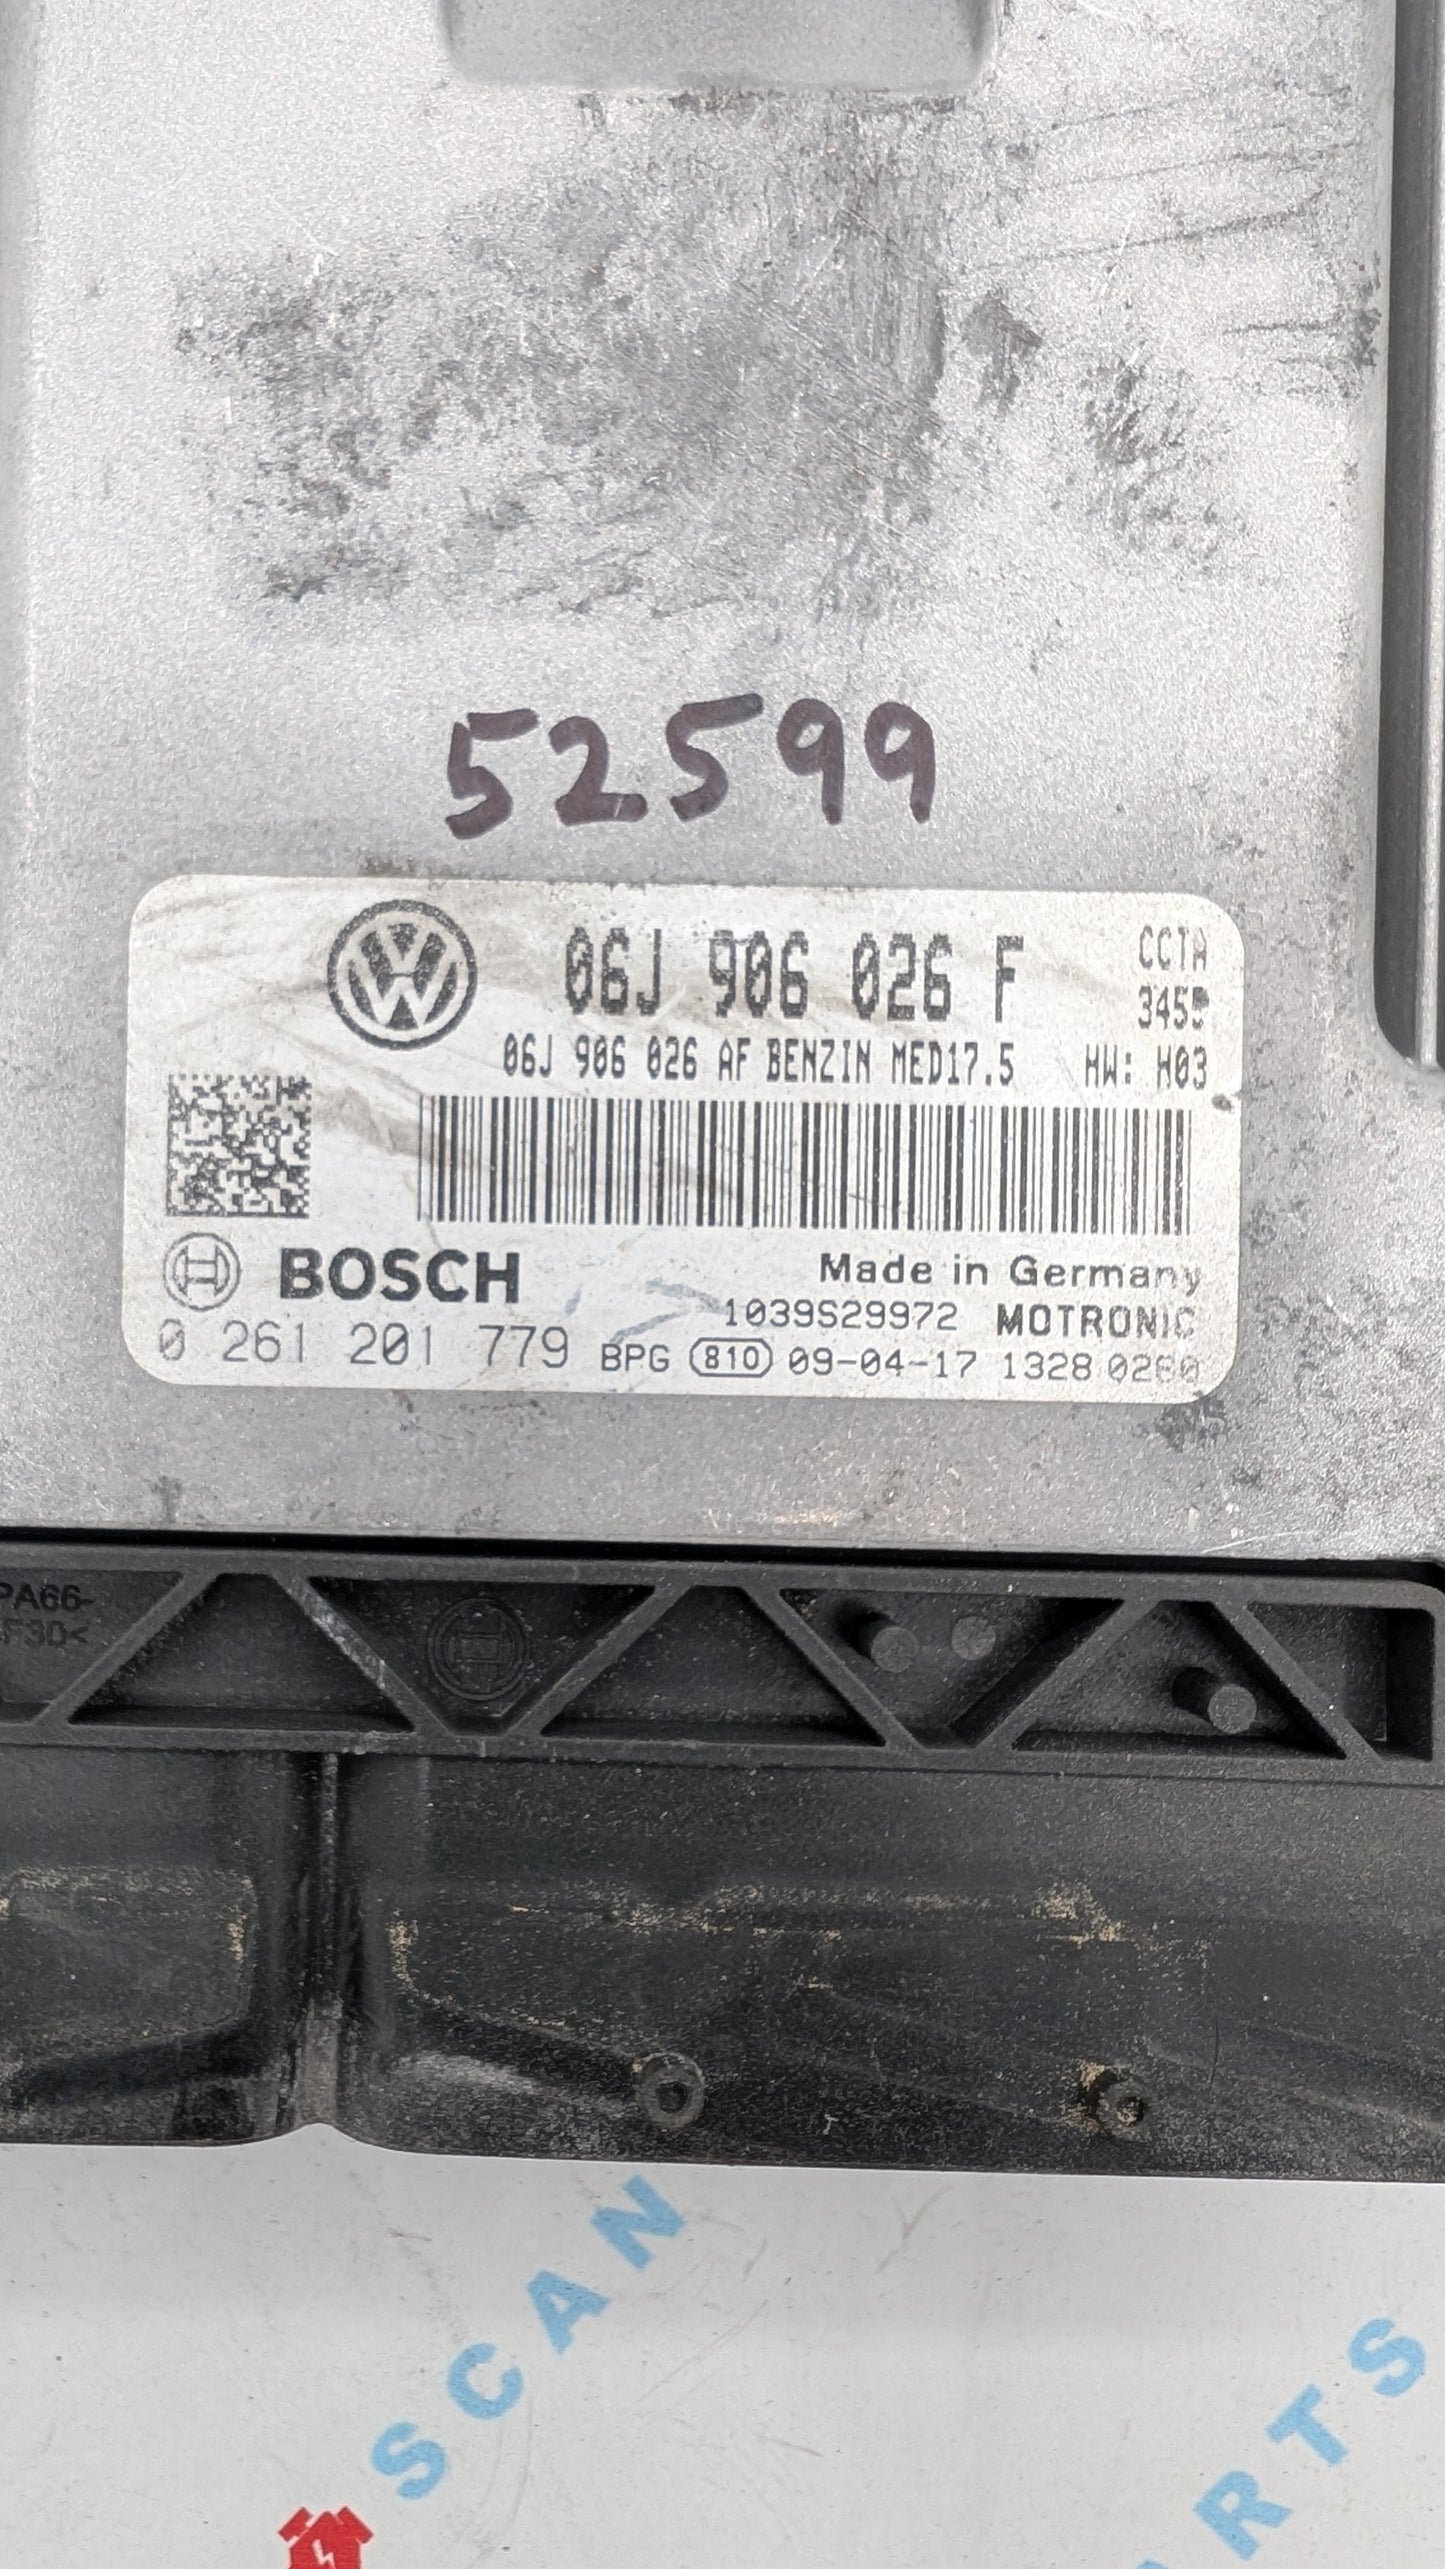 52599
06J 906 026 F
CCTA
06J 906 026 AF BENZIN MED17.5 HW: H03
BOSCH
Made in Germany
1039S29972 MOTRONIC
0 261 201 779 BPG 810 09-04-17 1328
PA66-
F30<
SCAN
RTS